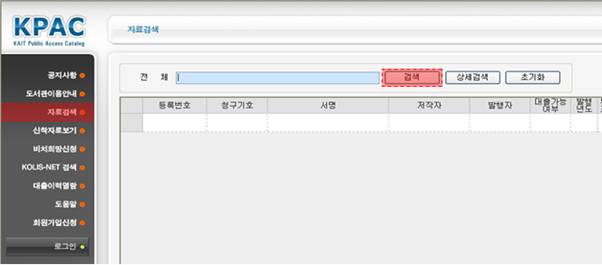 KPAC
KAIT Public Access Catalog
자료검색
공지사항
도서관이용안내
자료검색
신착자료보기
비치희망신청
KOLIS-NET 검색
대출이력열람
도움말
회원가입신청
로그인
전 체
검색
상세검색
초기화
등록번호 청구기호 서명 저작자 발행자 대출가능여부 발행년도